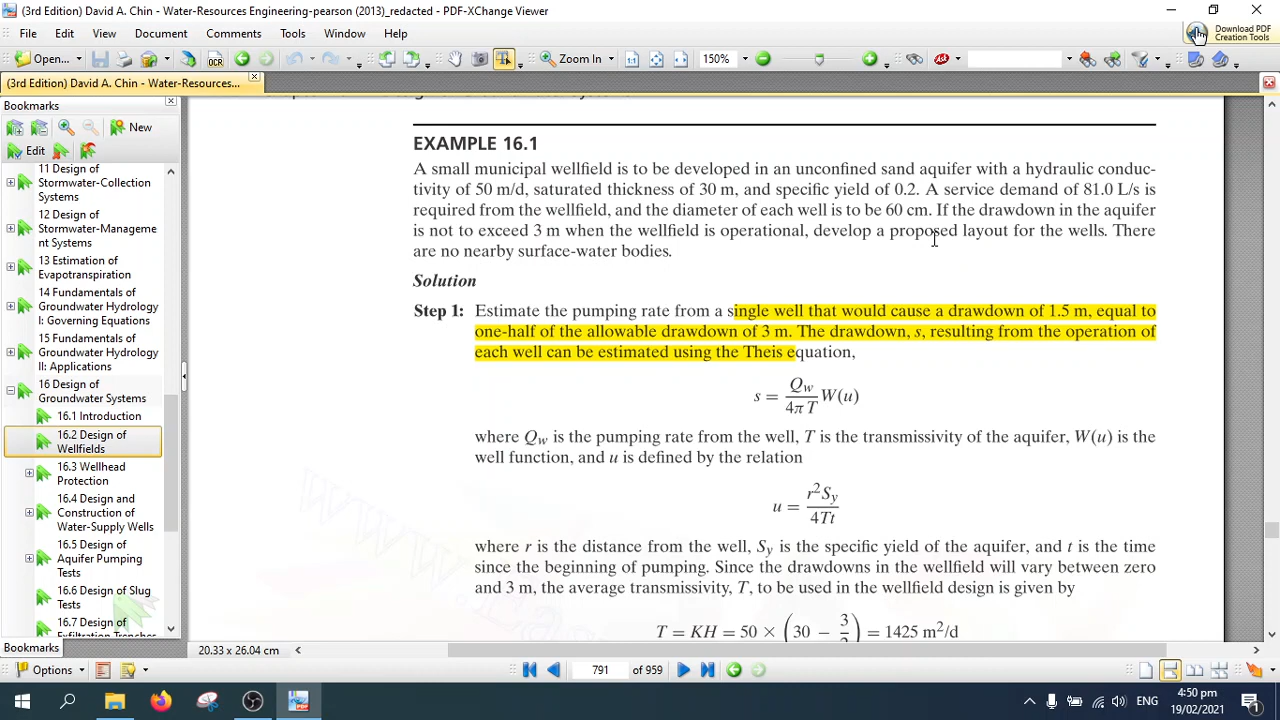 (3rd Edition) David A. Chin - Water-Resources Engineering-pearson (2013)_redacted - PDF-XChange Viewer
File Edit View Document Comments Tools Window Help
Download PDF
Creation Tools
Open... OCR Zoom In 150%
(3rd Edition) David A. Chin - Water-Resources...
Bookmarks
New
Edit
11 Design of
Stormwater-Collection
Systems
12 Design of
Stormwater-Manageme
nt Systems
13 Estimation of
Evapotranspiration
14 Fundamentals of
Groundwater Hydrology
I: Governing Equations
15 Fundamentals of
Groundwater Hydrology
II: Applications
16 Design of
Groundwater Systems
16.1 Introduction
16.2 Design of
Wellfields
16.3 Wellhead
Protection
16.4 Design and
Construction of
Water-Supply Wells
16.5 Design of
Aquifer Pumping
Tests
16.6 Design of Slug
Tests
16.7 Design of
Exfiltration Trenches
Bookmarks
Options
EXAMPLE 16.1
A small municipal wellfield is to be developed in an unconfined sand aquifer with a hydraulic conduc-
tivity of 50 m/d, saturated thickness of 30 m, and specific yield of 0.2. A service demand of 81.0 L/s is
required from the wellfield, and the diameter of each well is to be 60 cm. If the drawdown in the aquifer
is not to exceed 3 m when the wellfield is operational, develop a proposed layout for the wells. There
are no nearby surface-water bodies.
Solution
Step 1: Estimate the pumping rate from a single well that would cause a drawdown of 1.5 m, equal to
one-half of the allowable drawdown of 3 m. The drawdown, s, resulting from the operation of
each well can be estimated using the Theis equation,
s = Qw/4πT W(u)
where Qw is the pumping rate from the well, T is the transmissivity of the aquifer, W(u) is the
well function, and u is defined by the relation
u = r²Sy/4Tt
where r is the distance from the well, Sy is the specific yield of the aquifer, and t is the time
since the beginning of pumping. Since the drawdowns in the wellfield will vary between zero
and 3 m, the average transmissivity, T, to be used in the wellfield design is given by
T = KH = 50 × (30 − 3/2) = 1425 m²/d
20.33 x 26.04 cm
791 of 959
ENG
4:50 pm
19/02/2021
1